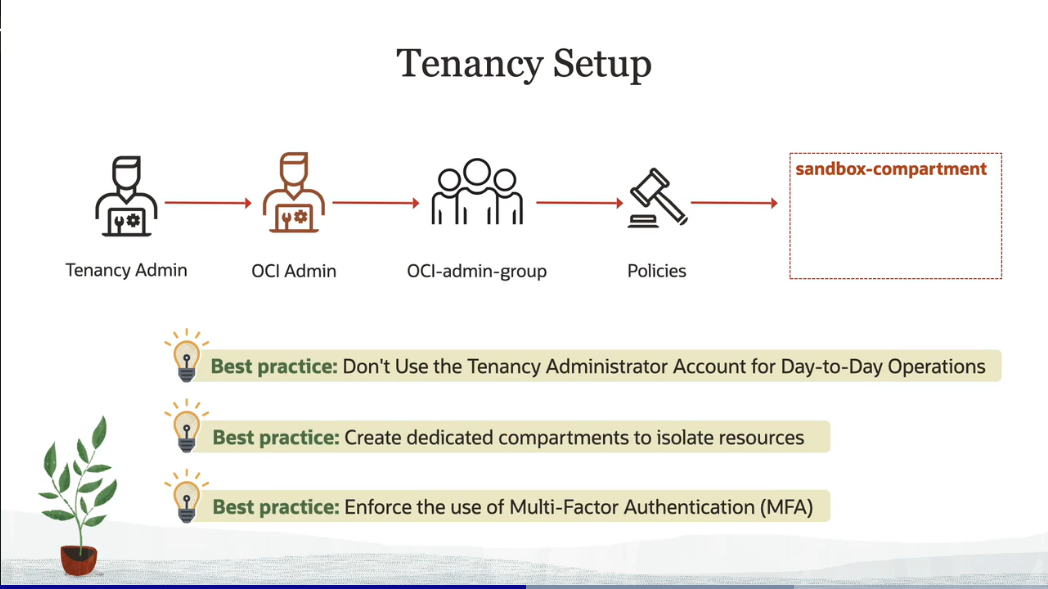 Tenancy Setup
sandbox-compartment
Tenancy Admin
OCI Admin
OCI-admin-group
Policies
Best practice: Don't Use the Tenancy Administrator Account for Day-to-Day Operations
Best practice: Create dedicated compartments to isolate resources
Best practice: Enforce the use of Multi-Factor Authentication (MFA)